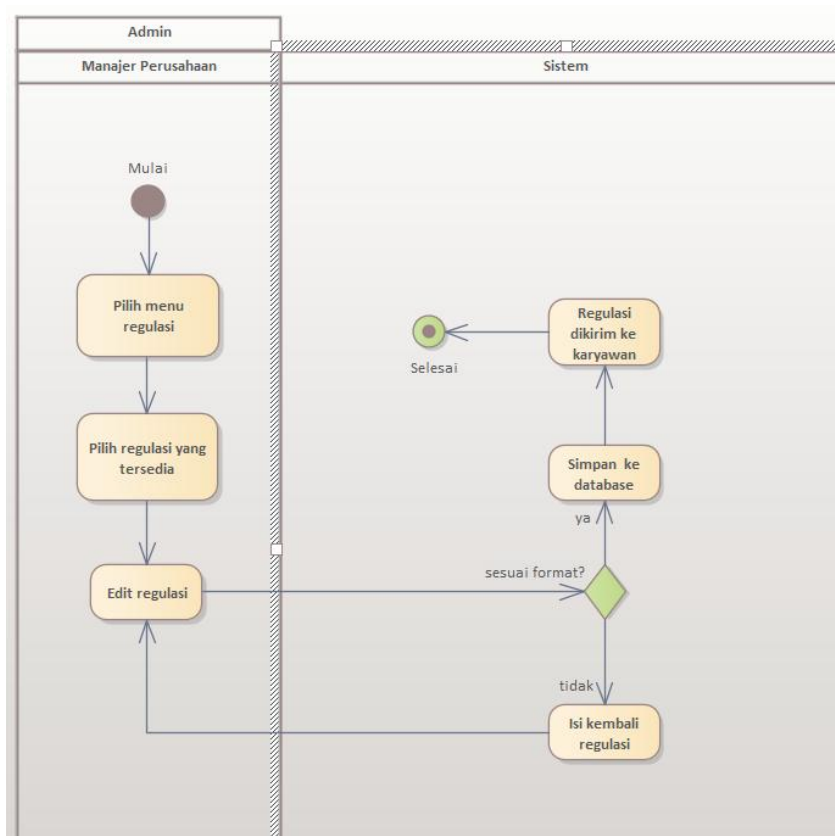 Admin
Manajer Perusahaan
Sistem
Mulai
Pilih menu
regulasi
Pilih regulasi yang
tersedia
Edit regulasi
sesuai format?
ya
Simpan ke
database
Regulasi
dikirim ke
karyawan
Selesai
tidak
Isi kembali
regulasi